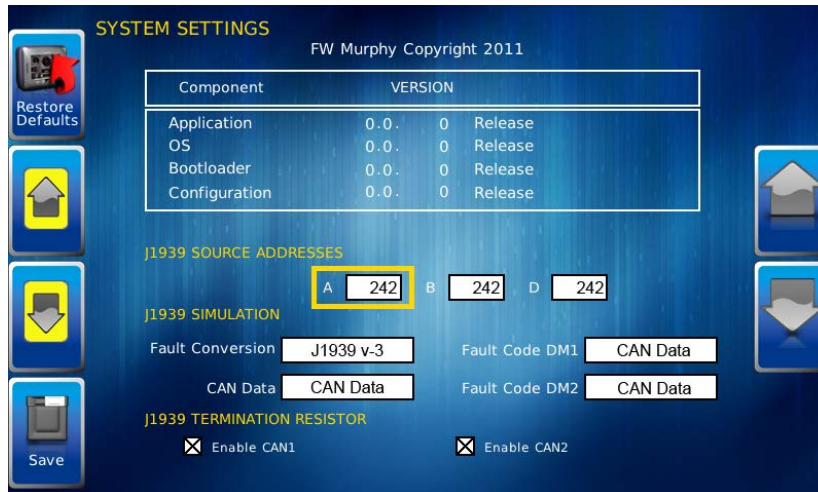 SYSTEM SETTINGS
FW Murphy Copyright 2011
Component VERSION
Restore
Defaults
Application 0.0. 0 Release
OS 0.0. 0 Release
Bootloader 0.0. 0 Release
Configuration 0.0. 0 Release
J1939 SOURCE ADDRESSES
A 242 B 242 D 242
J1939 SIMULATION
Fault Conversion J1939 v-3 Fault Code DM1 CAN Data
CAN Data CAN Data Fault Code DM2 CAN Data
J1939 TERMINATION RESISTOR
Enable CAN1 Enable CAN2
Save